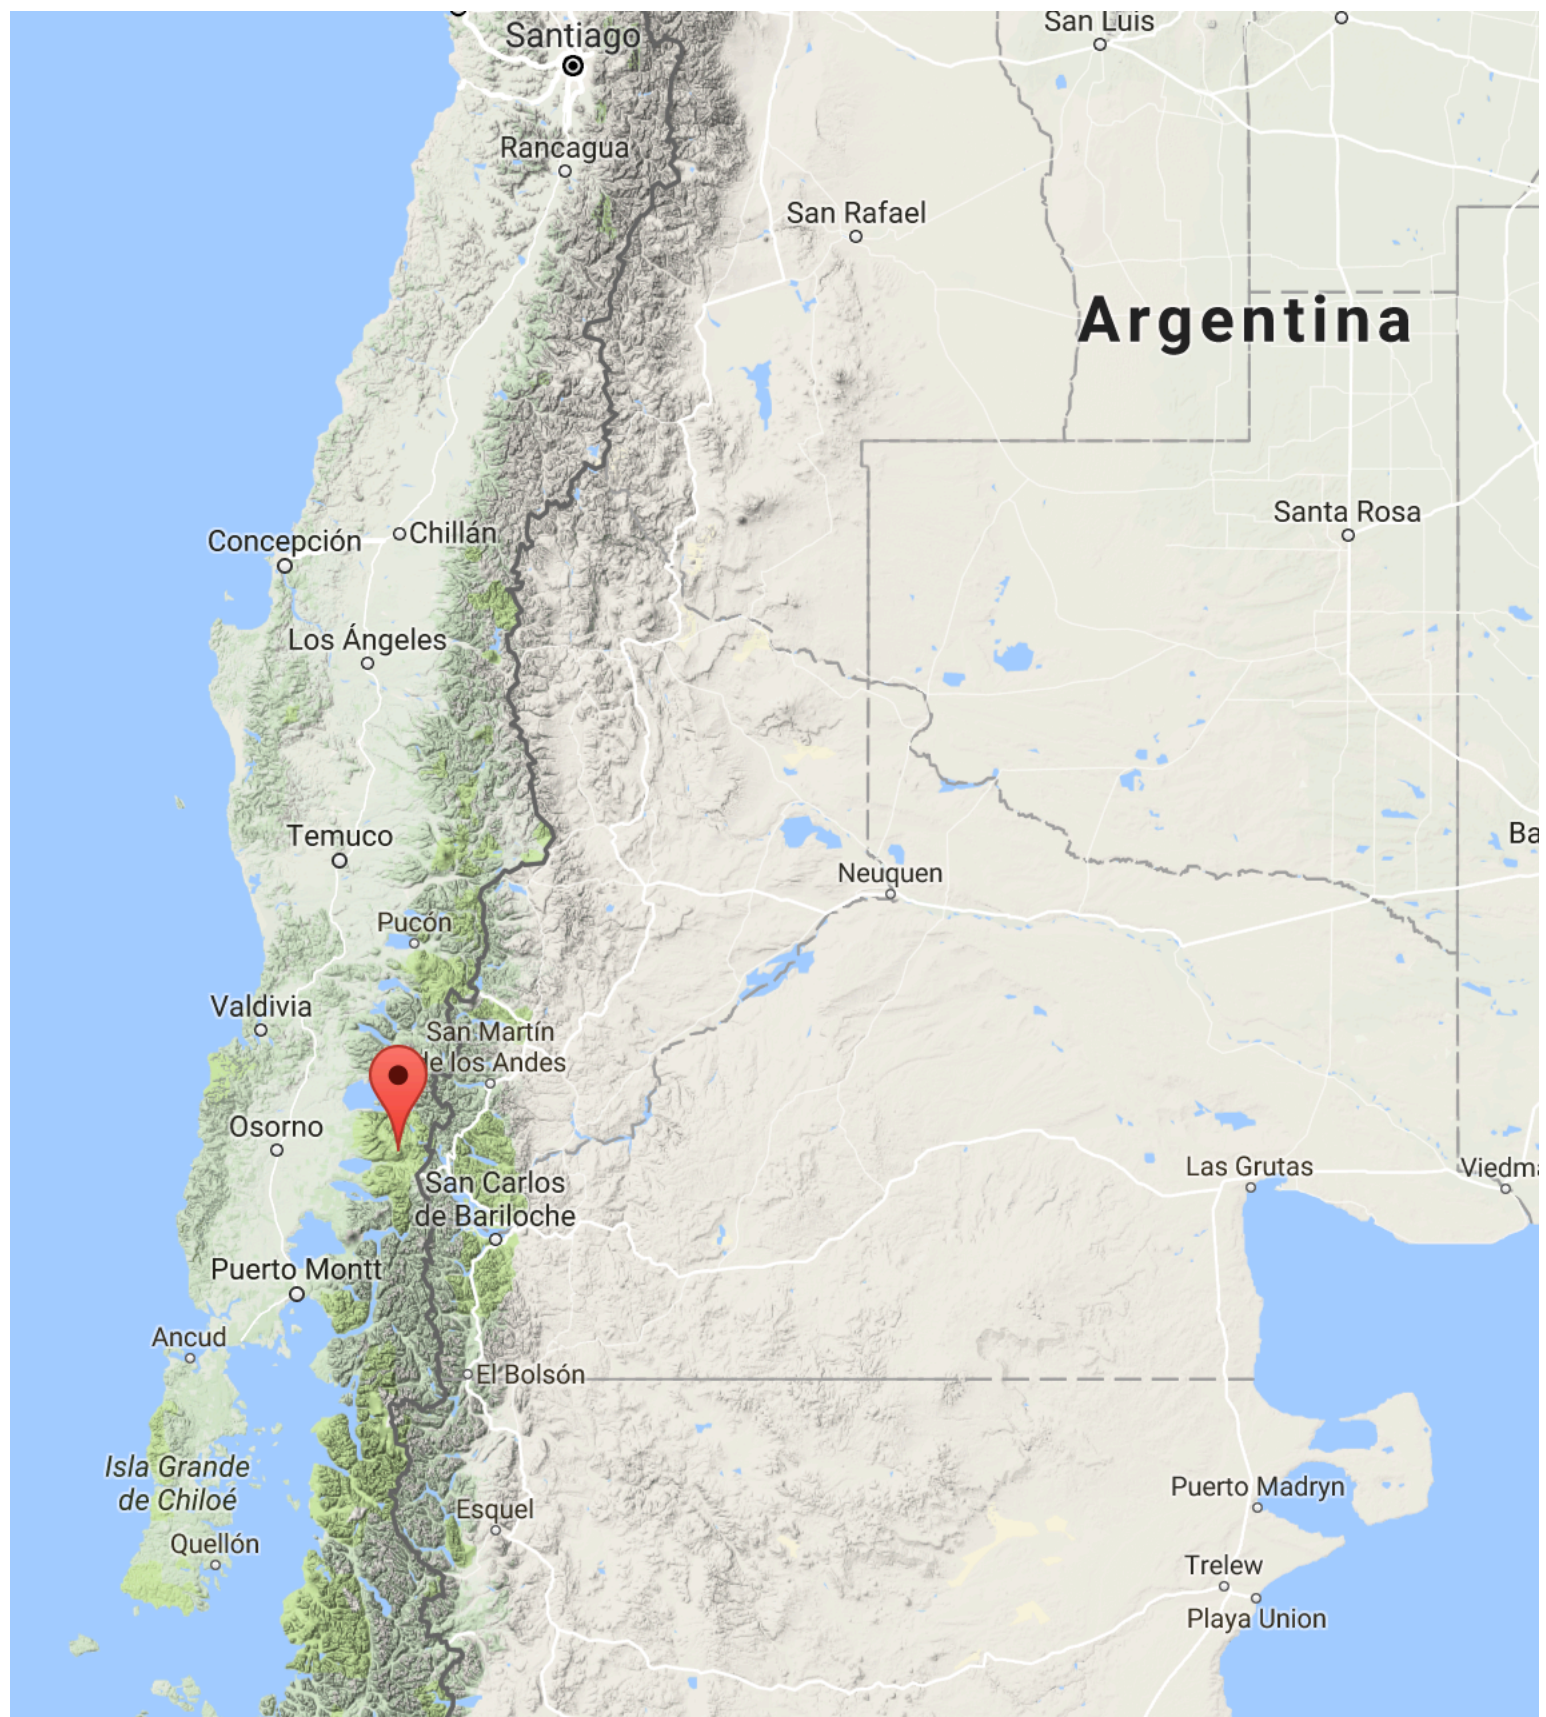 San Luis
Santiago
Rancagua
San Rafael
Argentina
Santa Rosa
Chillán
Concepción
Los Ángeles
Temuco
Ba
Neuquen
Pucón
Valdivia
San Martín
de los Andes
Osorno
Las Grutas
Viedma
San Carlos
de Bariloche
Puerto Montt
Ancud
El Bolsón
Isla Grande
de Chiloé
Puerto Madryn
Esquel
Quellón
Trelew
Playa Union